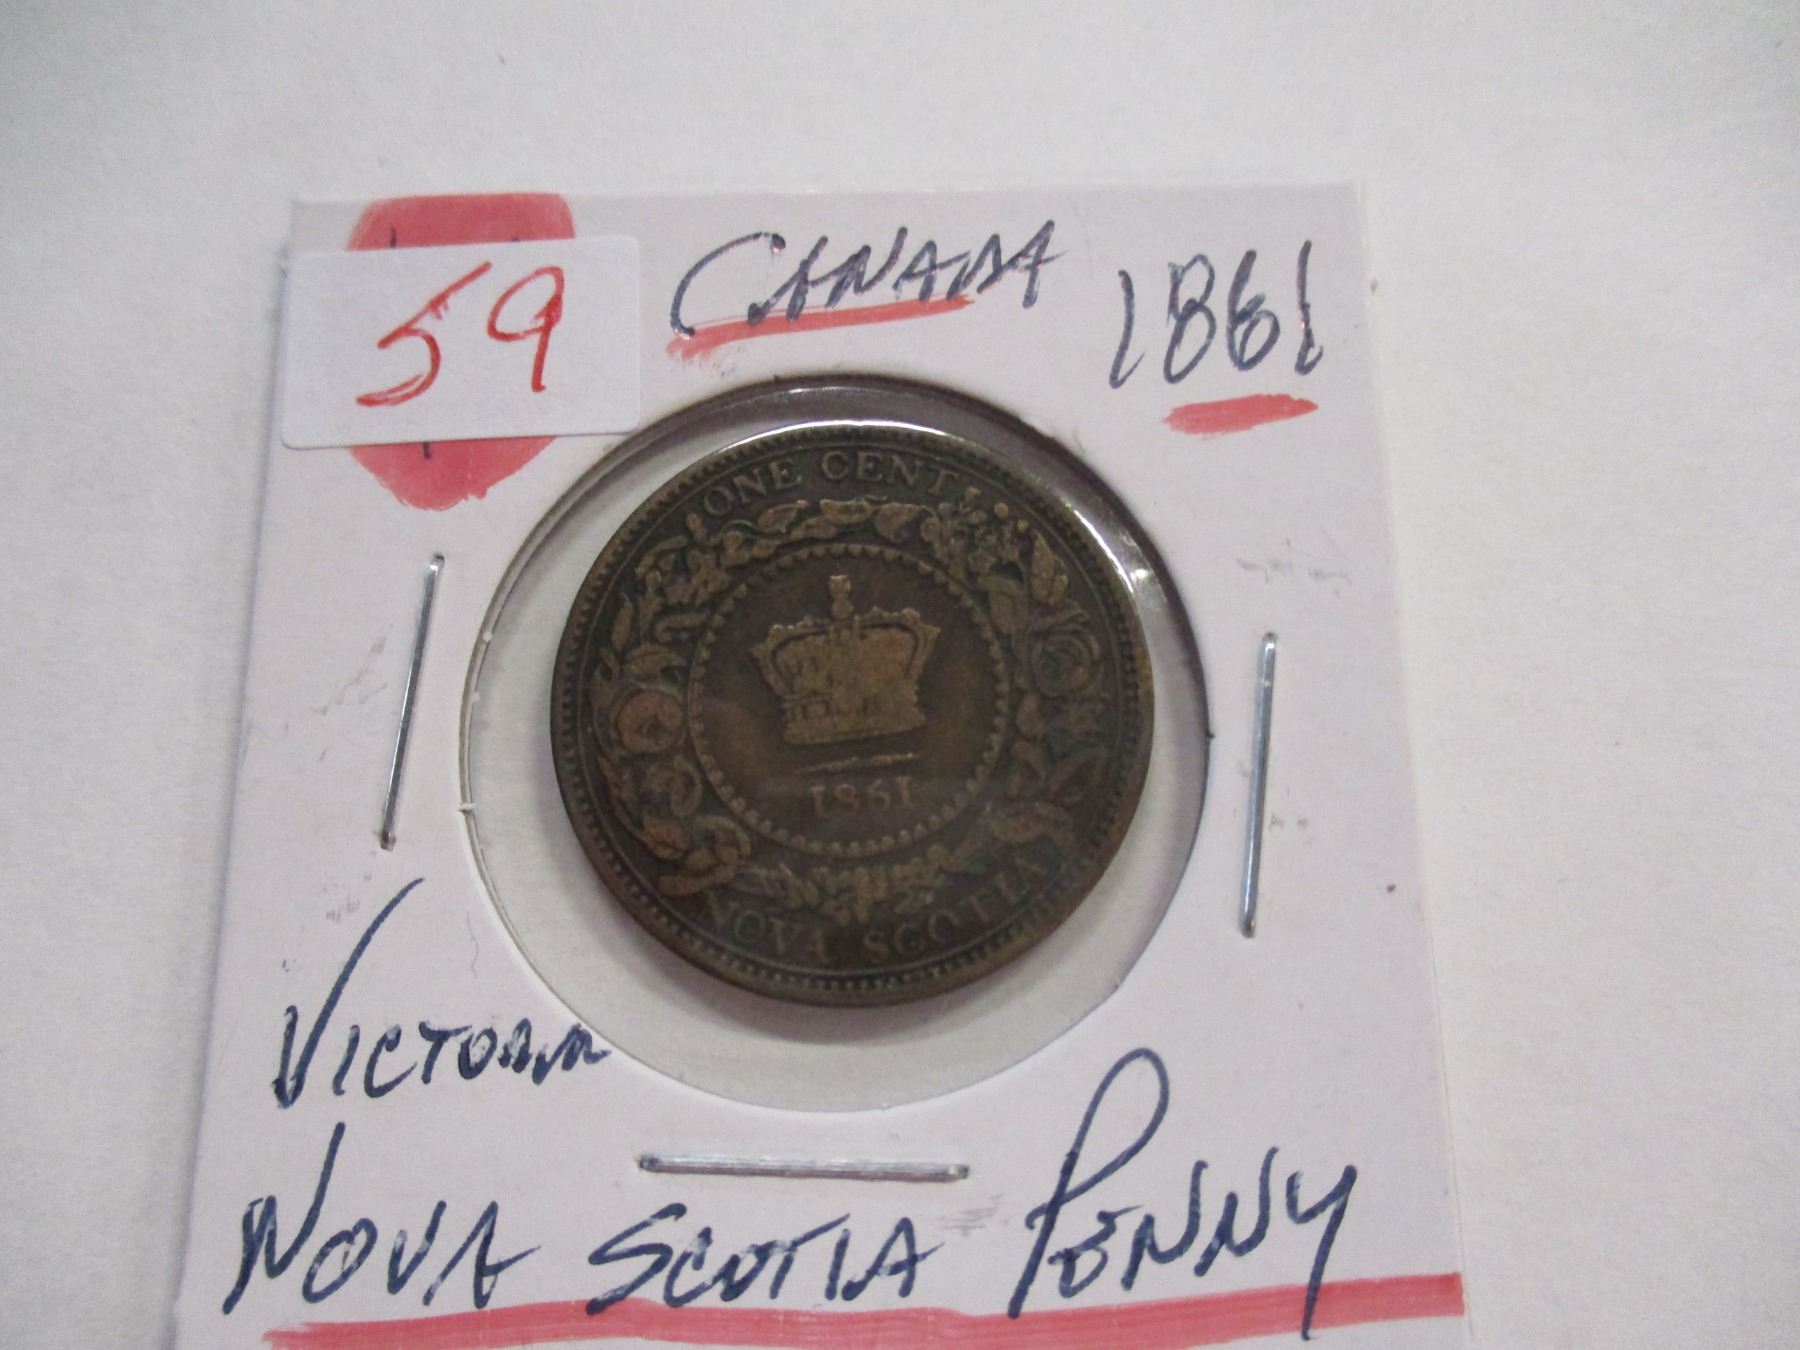 59
CANADA 1861
ONE CENT
1861
NOVA SCOTIA
VICTORIA
NOVA SCOTIA PENNY